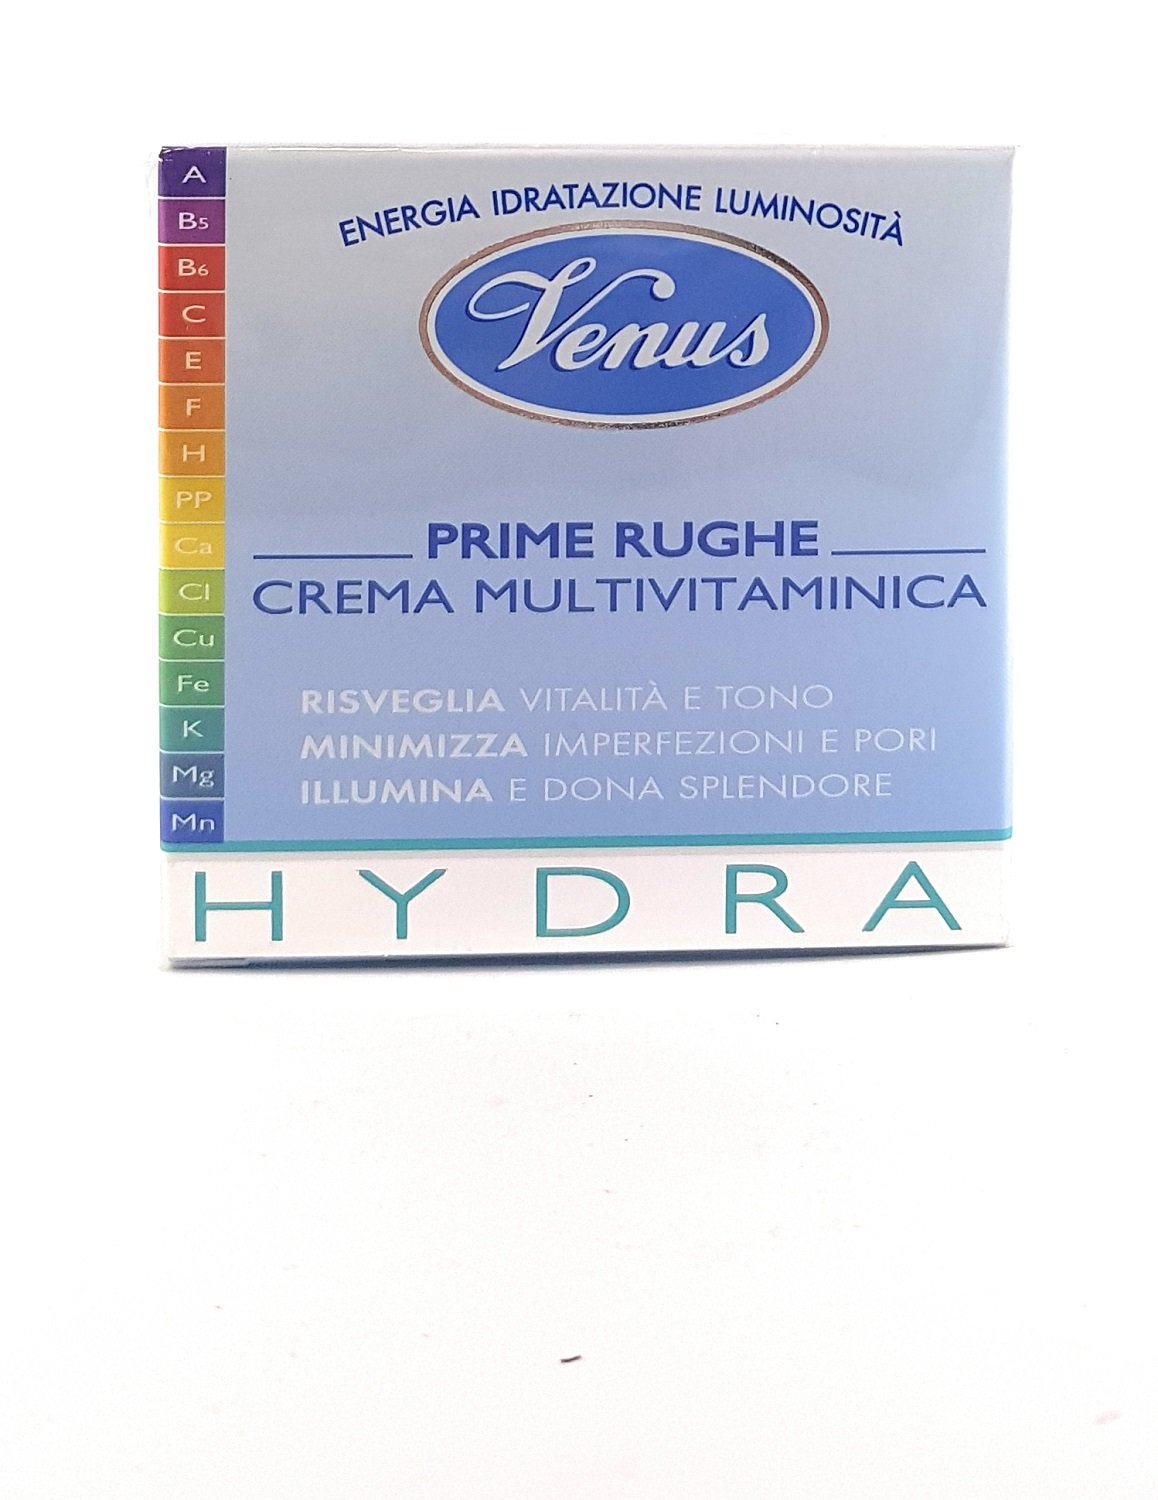 ENERGIA IDRATAZIONE LUMINOSITÀ
Venus
A
B5
B6
C
E
F
H
PP
Ca
Cl
Cu
Fe
K
Mg
Mn
PRIME RUGHE
CREMA MULTIVITAMINICA
RISVEGLIA VITALITÀ E TONO
MINIMIZZA IMPERFEZIONI E PORI
ILLUMINA E DONA SPLENDORE
HYDRA